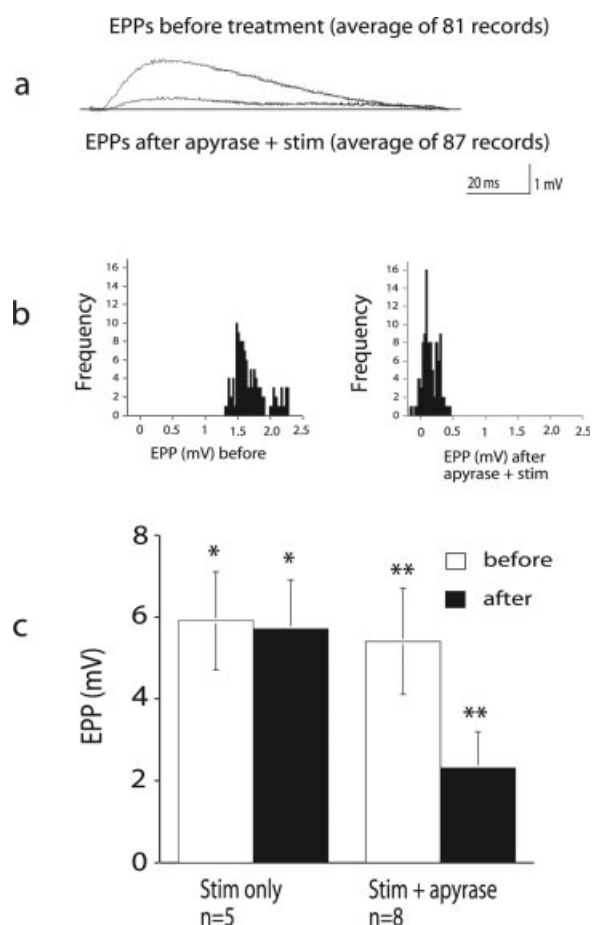 EPPs before treatment (average of 81 records)
a
EPPs after apyrase + stim (average of 87 records)
20 ms
1 mV
b
Frequency
16
14
12
10
8
6
4
2
0
0 0.5 1.0 1.5 2.0 2.5
EPP (mV) before
Frequency
16
14
12
10
8
6
4
2
0
0 0.5 1 1.5 2 2.5
EPP (mV) after
apyrase + stim
c
EPP (mV)
8
6
4
2
0
* * ** **
before
after
Stim only
n=5
Stim + apyrase
n=8